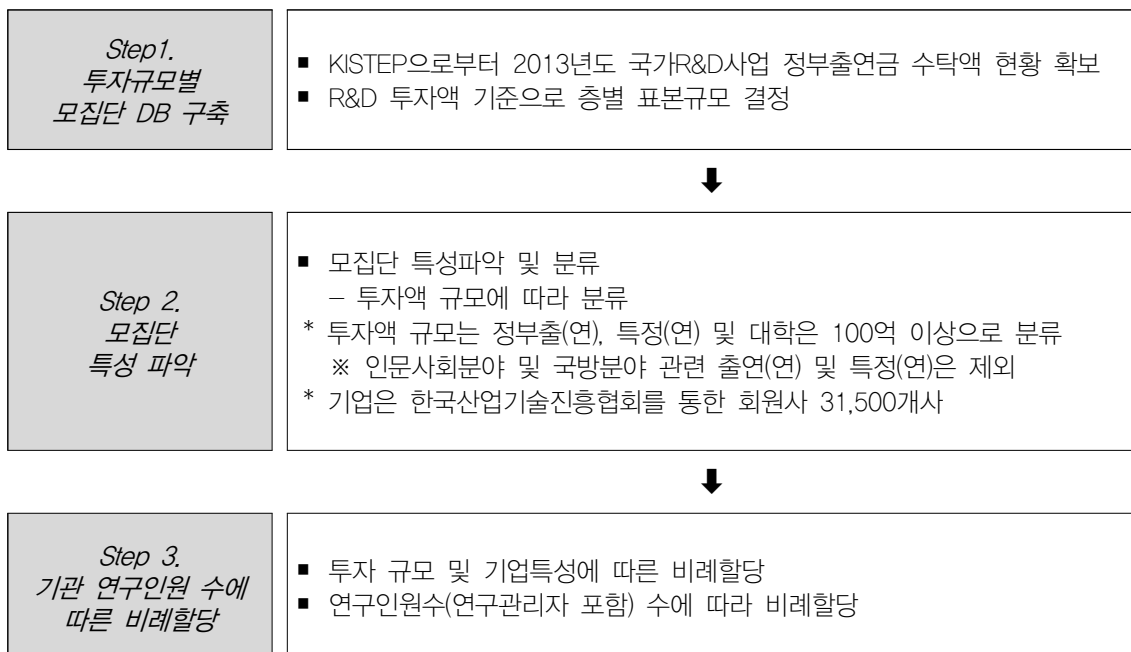 Step1.
투자규모별
모집단 DB 구축
▪ KISTEP으로부터 2013년도 국가R&D사업 정부출연금 수탁액 현황 확보
▪ R&D 투자액 기준으로 층별 표본규모 결정
Step 2.
모집단
특성 파악
▪ 모집단 특성파악 및 분류
– 투자액 규모에 따라 분류
* 투자액 규모는 정부출(연), 특정(연) 및 대학은 100억 이상으로 분류
※ 인문사회분야 및 국방분야 관련 출연(연) 및 특정(연)은 제외
* 기업은 한국산업기술진흥협회를 통한 회원사 31,500개사
Step 3.
기관 연구인원 수에
따른 비례할당
▪ 투자 규모 및 기업특성에 따른 비례할당
▪ 연구인원수(연구관리자 포함) 수에 따라 비례할당